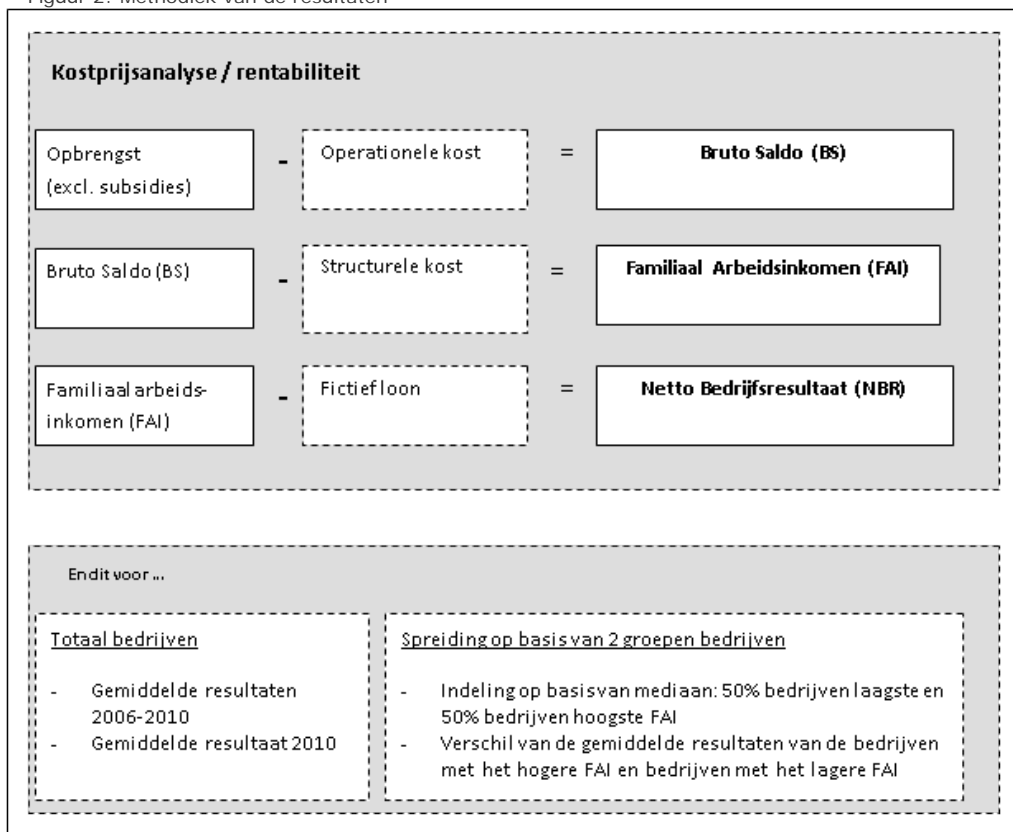 Figuur 2: Methodiek van de resultaten
Kostprijsanalyse / rentabiliteit
Opbrengst
(excl. subsidies)
-
Operationele kost
=
Bruto Saldo (BS)
Bruto Saldo (BS)
-
Structurele kost
=
Familiaal Arbeidsinkomen (FAI)
Familiaal arbeids-
inkomen (FAI)
-
Fictief loon
=
Netto Bedrijfsresultaat (NBR)
En dit voor ...
Totaal bedrijven
- Gemiddelde resultaten
2006-2010
- Gemiddelde resultaat 2010
Spreiding op basis van 2 groepen bedrijven
- Indeling op basis van mediaan: 50% bedrijven laagste en
50% bedrijven hoogste FAI
- Verschil van de gemiddelde resultaten van de bedrijven
met het hogere FAI en bedrijven met het lagere FAI